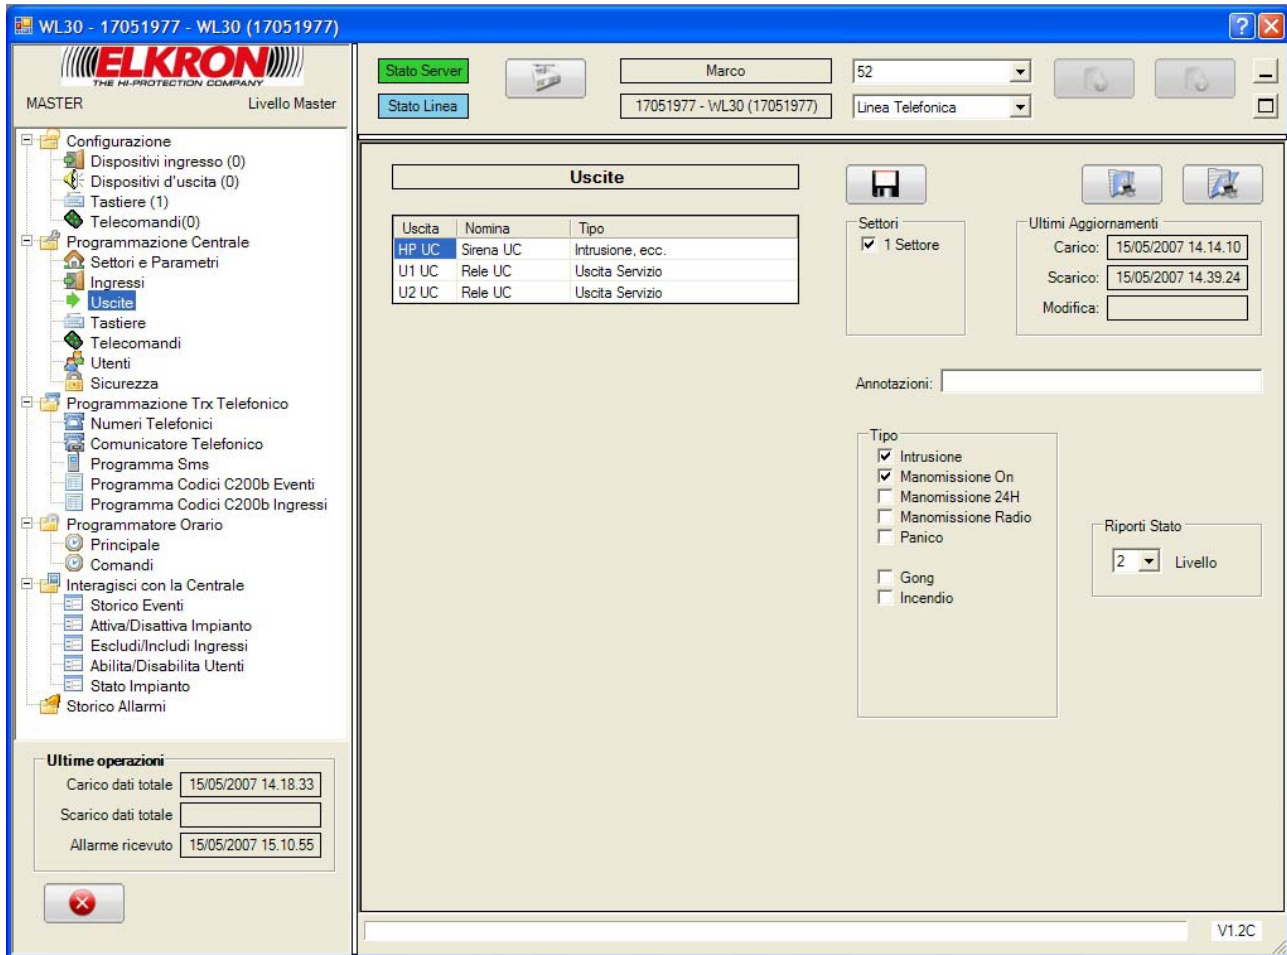 WL30 - 17051977 - WL30 (17051977)
ELKRON
THE HI-PROTECTION COMPANY
MASTER Livello Master
Configurazione
Dispositivi ingresso (0)
Dispositivi d'uscita (0)
Tastiere (1)
Telecomandi(0)
Programmazione Centrale
Settori e Parametri
Ingressi
Uscite
Tastiere
Telecomandi
Utenti
Sicurezza
Programmazione Trx Telefonico
Numeri Telefonici
Comunicatore Telefonico
Programma Sms
Programma Codici C200b Eventi
Programma Codici C200b Ingressi
Programmatore Orario
Principale
Comandi
Interagisci con la Centrale
Storico Eventi
Attiva/Disattiva Impianto
Escludi/Includi Ingressi
Abilita/Disabilita Utenti
Stato Impianto
Storico Allarmi
Ultime operazioni
Carico dati totale 15/05/2007 14.18.33
Scarico dati totale
Allarme ricevuto 15/05/2007 15.10.55
Stato Server Marco 52
Stato Linea 17051977 - WL30 (17051977) Linea Telefonica
Uscite
Uscita Nomina Tipo
HP UC Sirena UC Intrusione, ecc.
U1 UC Rele UC Uscita Servizio
U2 UC Rele UC Uscita Servizio
Settori
1 Settore
Ultimi Aggiornamenti
Carico: 15/05/2007 14.14.10
Scarico: 15/05/2007 14.39.24
Modifica:
Annotazioni:
Tipo
Intrusione
Manomissione On
Manomissione 24H
Manomissione Radio
Panico
Gong
Incendio
Riporti Stato
2 Livello
V1.2C